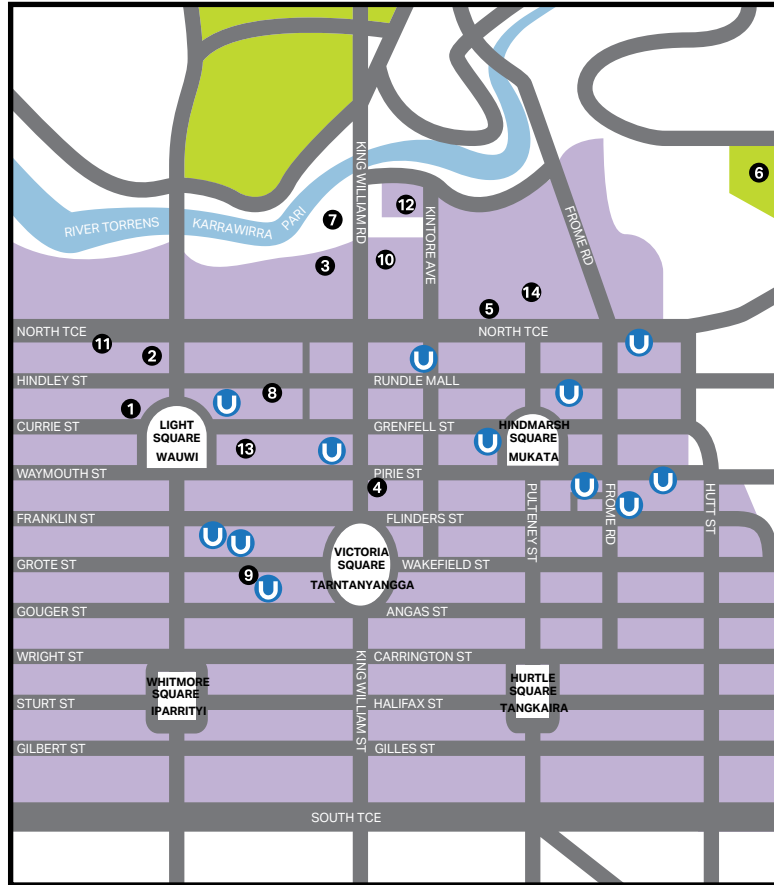 6
12
KING WILLIAM RD
KINTORE AVE
7
RIVER TORRENS
KARRAWIRRA
PARI
FROME RD
3
10
14
5
NORTH TCE
NORTH TCE
11
2
U
U
HINDLEY ST
RUNDLE MALL
1
U
8
U
CURRIE ST
LIGHT
SQUARE
WAUWI
GRENFELL ST
HINDMARSH
SQUARE
MUKATA
13
U
U
WAYMOUTH ST
PIRIE ST
4
U
U
U
PULTENEY ST
FROME RD
HUTT ST
FRANKLIN ST
FLINDERS ST
U
U
VICTORIA
SQUARE
TARNTANYANGGA
GROTE ST
WAKEFIELD ST
9
U
GOUGER ST
ANGAS ST
WRIGHT ST
CARRINGTON ST
KING WILLIAM ST
WHITMORE
SQUARE
IPARRITYI
HURTLE
SQUARE
TANGKAIRA
STURT ST
HALIFAX ST
GILBERT ST
GILLES ST
SOUTH TCE